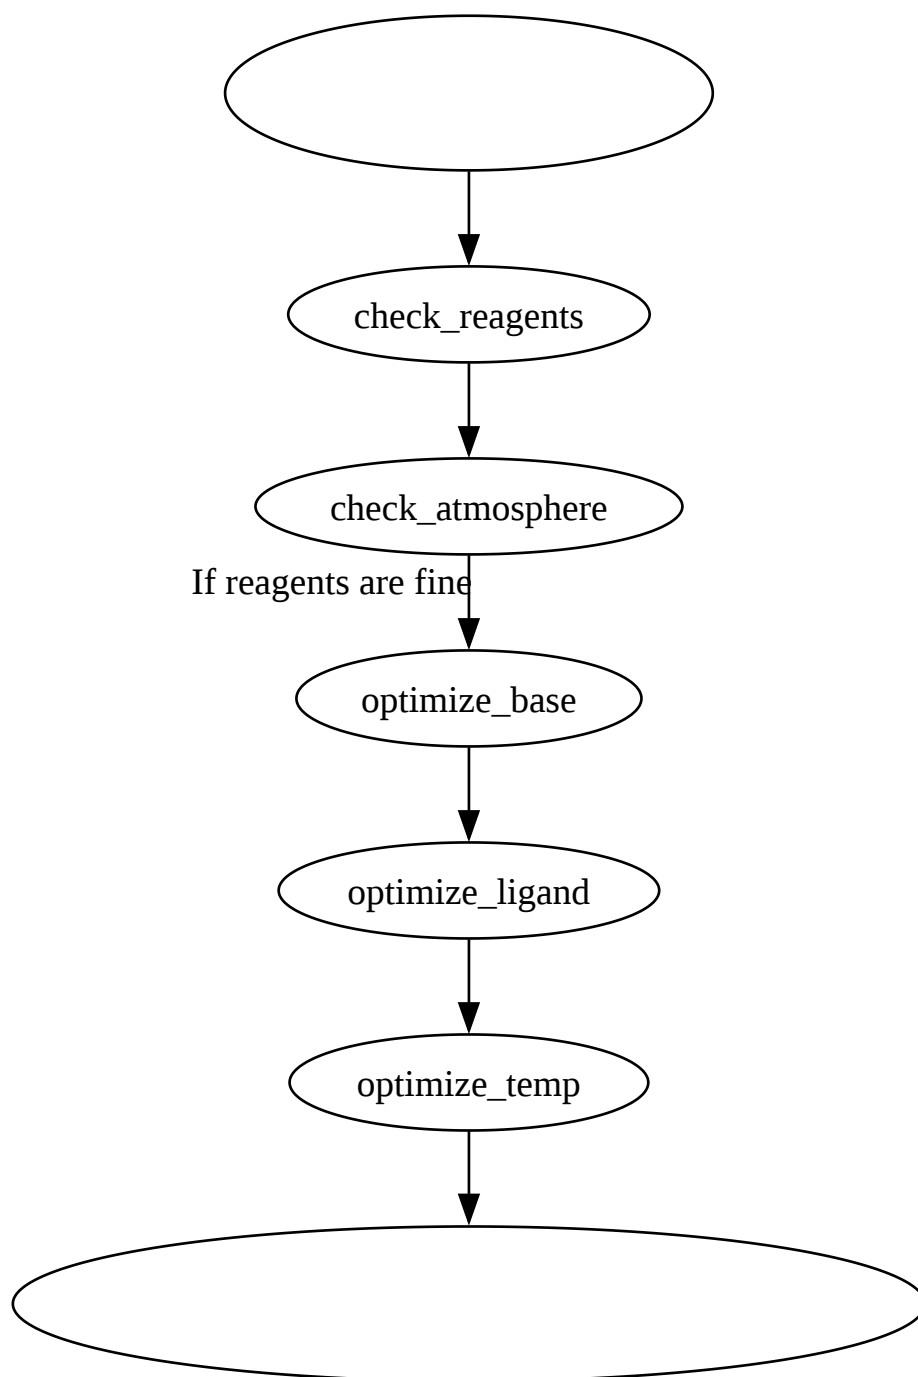 check_reagents
check_atmosphere
If reagents are fine
optimize_base
optimize_ligand
optimize_temp